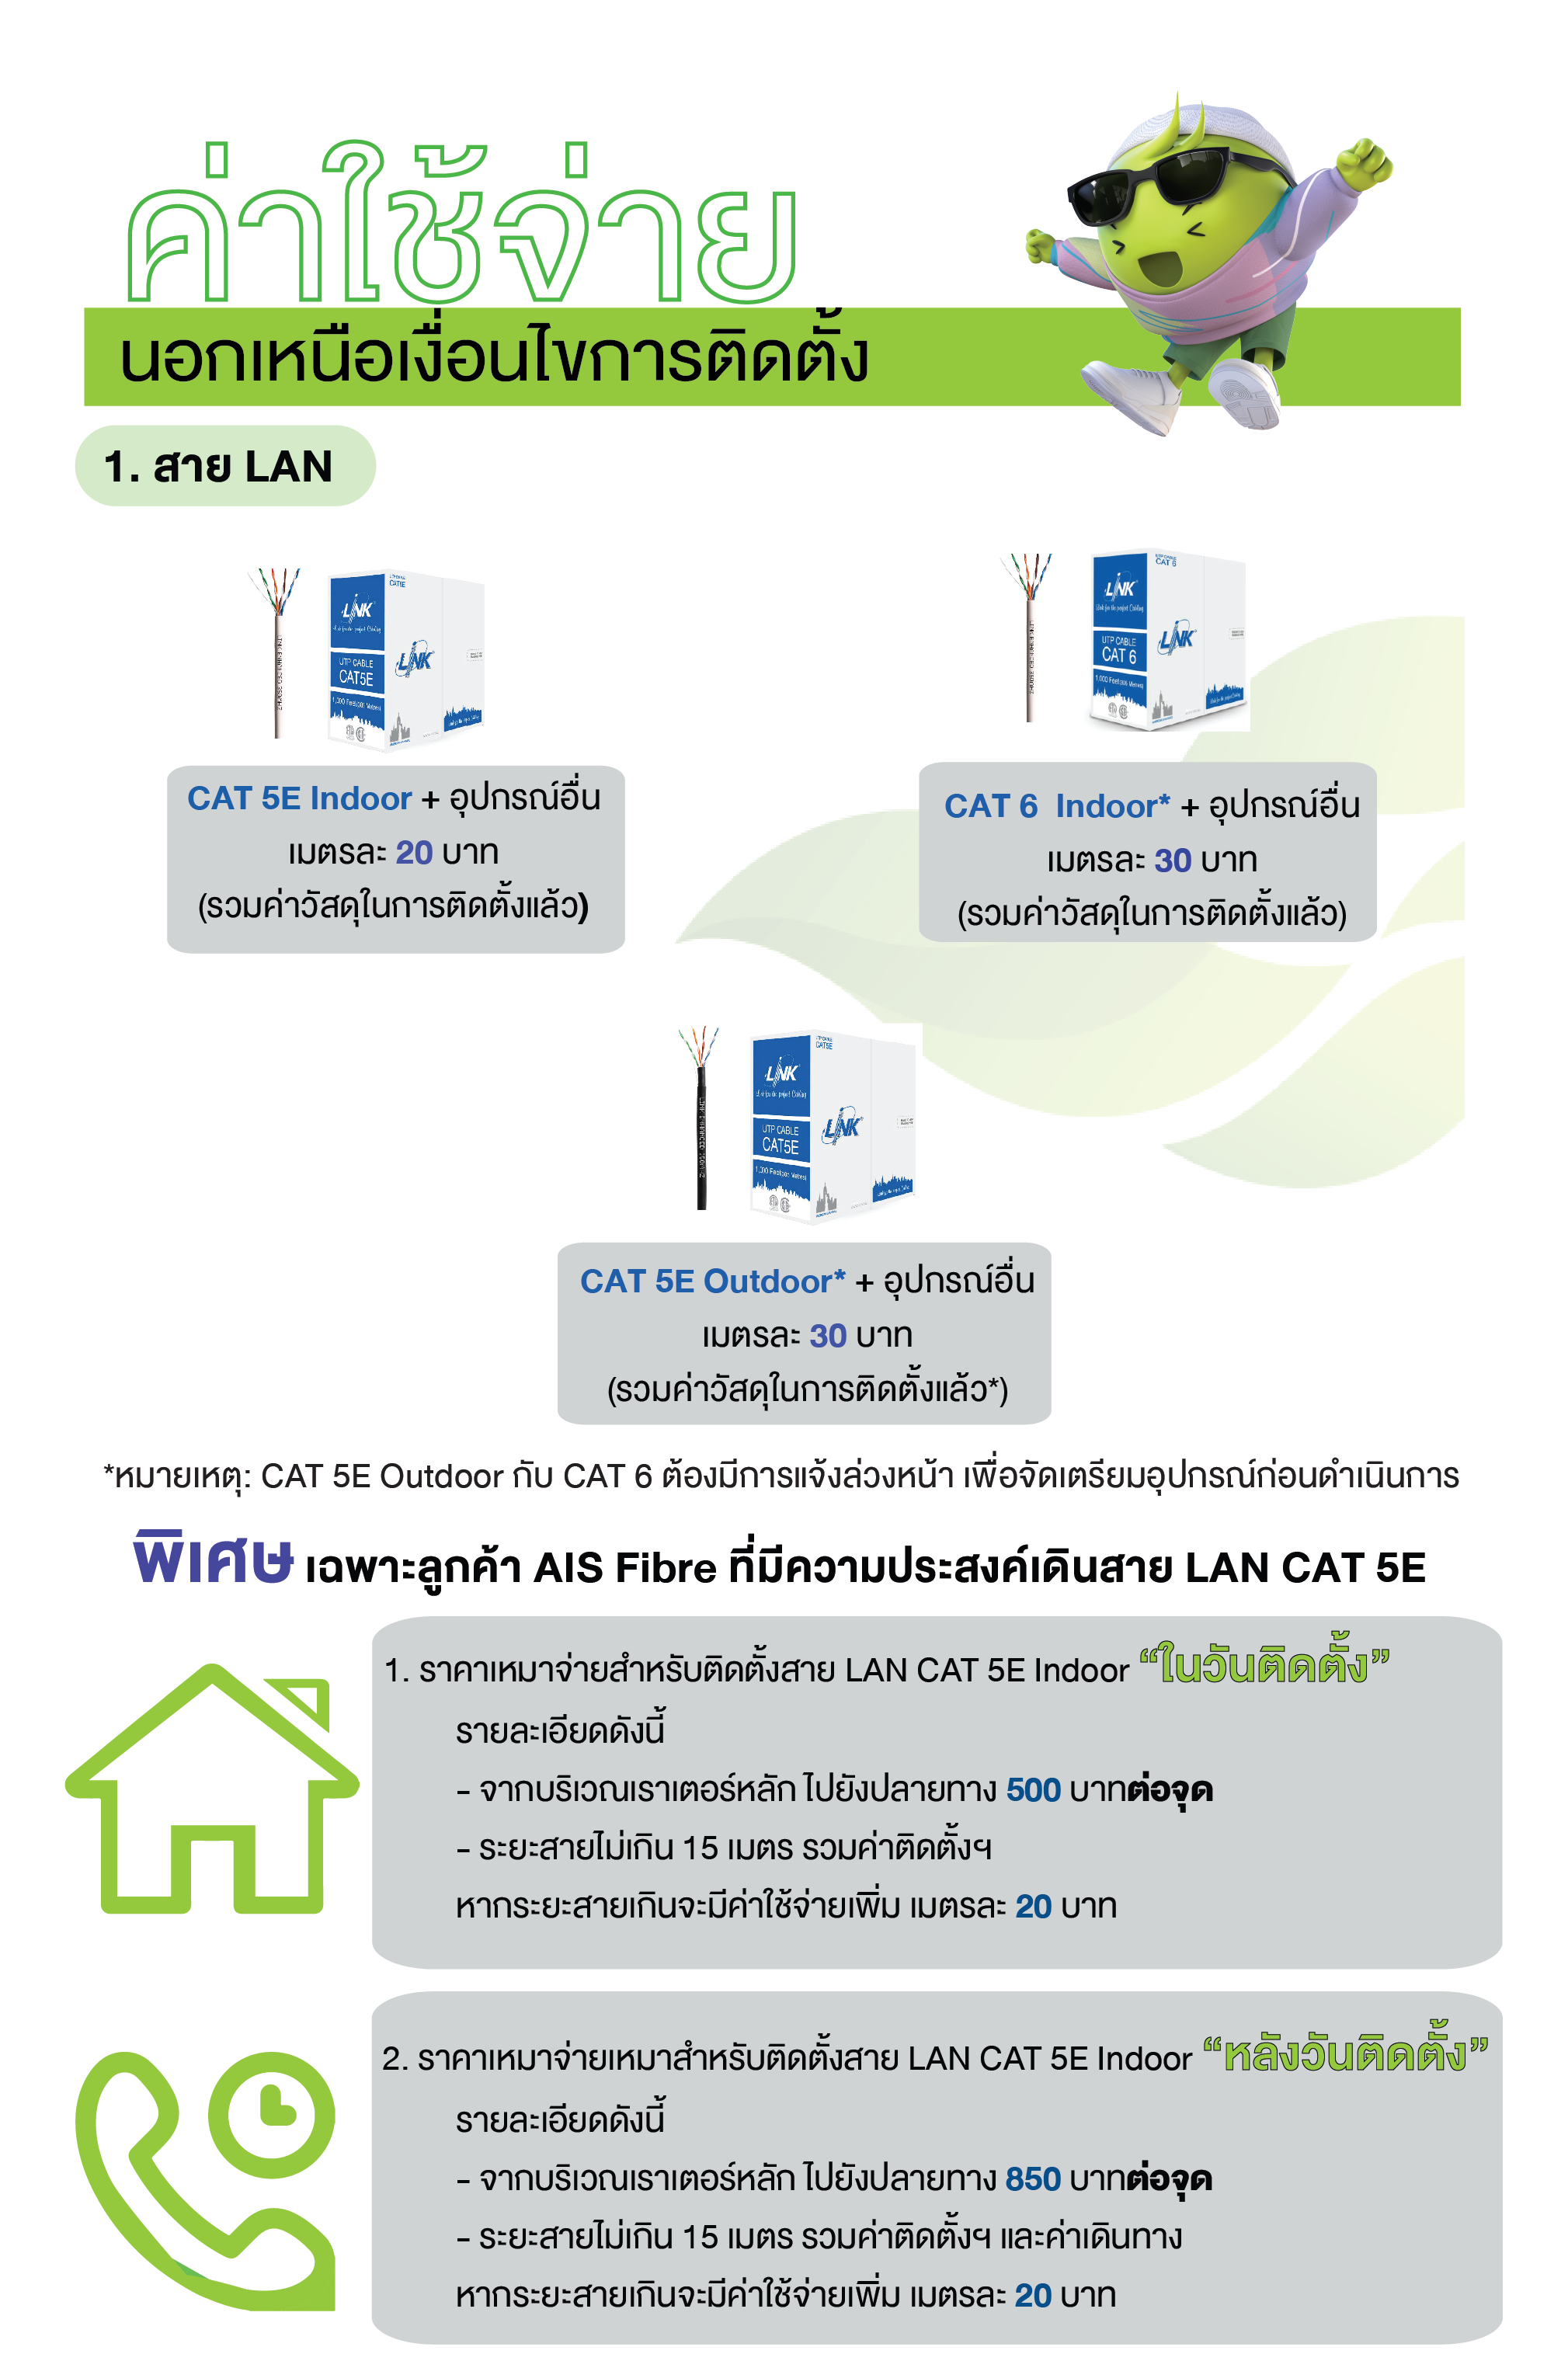 ค่าใช้จ่าย
นอกเหนือเงื่อนไขการติดตั้ง
1. สาย LAN
LINK
UTP CABLE
CAT5E
LINK
CAT 5E Indoor + อุปกรณ์อื่น
เมตรละ 20 บาท
(รวมค่าวัสดุในการติดตั้งแล้ว)
UTP CABLE
CAT 6
LINK
UTP CABLE
CAT 6
LINK
CAT 6 Indoor* + อุปกรณ์อื่น
เมตรละ 30 บาท
(รวมค่าวัสดุในการติดตั้งแล้ว)
UTP CABLE
CAT5E
LINK
UTP CABLE
CAT5E
LINK
CAT 5E Outdoor* + อุปกรณ์อื่น
เมตรละ 30 บาท
(รวมค่าวัสดุในการติดตั้งแล้ว*)
*หมายเหตุ: CAT 5E Outdoor กับ CAT 6 ต้องมีการแจ้งล่วงหน้า เพื่อจัดเตรียมอุปกรณ์ก่อนดำเนินการ
พิเศษ เฉพาะลูกค้า AIS Fibre ที่มีความประสงค์เดินสาย LAN CAT 5E
1. ราคาเหมาจ่ายสำหรับติดตั้งสาย LAN CAT 5E Indoor “ในวันติดตั้ง”
รายละเอียดดังนี้
- จากบริเวณเราเตอร์หลัก ไปยังปลายทาง 500 บาทต่อจุด
- ระยะสายไม่เกิน 15 เมตร รวมค่าติดตั้งฯ
หากระยะสายเกินจะมีค่าใช้จ่ายเพิ่ม เมตรละ 20 บาท
2. ราคาเหมาจ่ายเหมาสำหรับติดตั้งสาย LAN CAT 5E Indoor “หลังวันติดตั้ง”
รายละเอียดดังนี้
- จากบริเวณเราเตอร์หลัก ไปยังปลายทาง 850 บาทต่อจุด
- ระยะสายไม่เกิน 15 เมตร รวมค่าติดตั้งฯ และค่าเดินทาง
หากระยะสายเกินจะมีค่าใช้จ่ายเพิ่ม เมตรละ 20 บาท